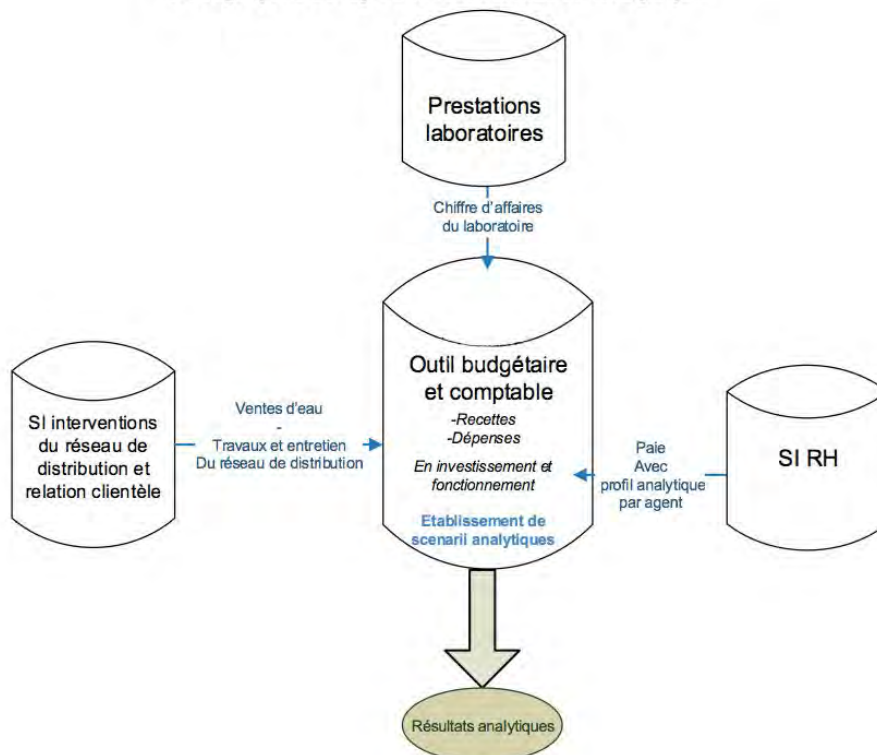 Prestations
laboratoires
Chiffre d'affaires
du laboratoire
Outil budgétaire
et comptable
-Recettes
-Dépenses
En investissement et
fonctionnement
Etablissement de
scenarii analytiques
SI interventions
du réseau de
distribution et
relation clientèle
Ventes d'eau
-
Travaux et entretien
Du réseau de distribution
Paie
Avec
profil analytique
par agent
SI RH
Résultats analytiques